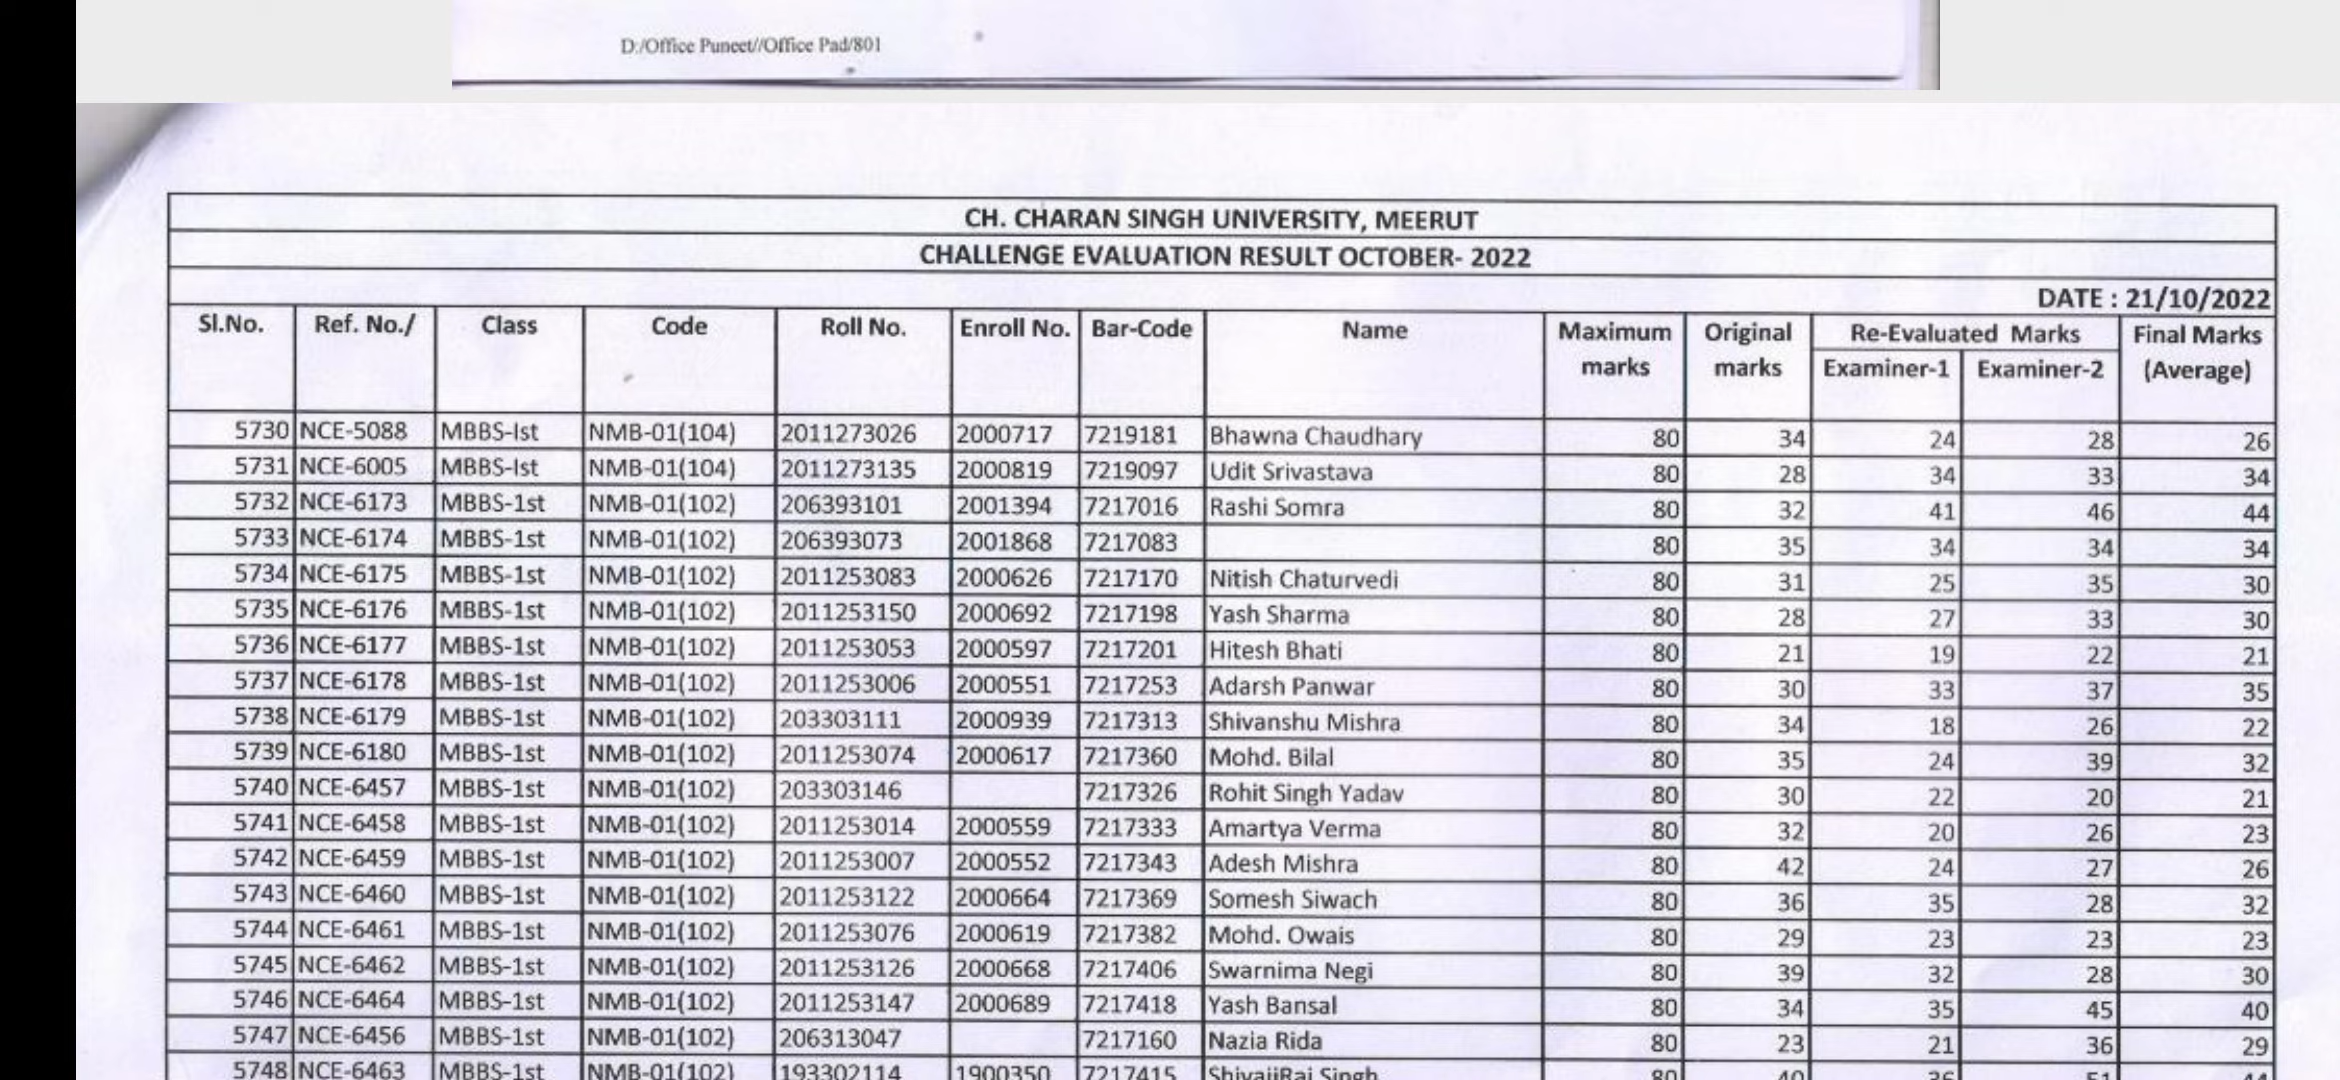 D:/Office Puneet//Office Pad/801
CH. CHARAN SINGH UNIVERSITY, MEERUT
CHALLENGE EVALUATION RESULT OCTOBER- 2022
DATE : 21/10/2022
Sl.No. Ref. No./ Class Code Roll No. Enroll No. Bar-Code Name Maximum marks Original marks Re-Evaluated Marks Examiner-1 Examiner-2 Final Marks (Average)
5730 NCE-5088 MBBS-Ist NMB-01(104) 2011273026 2000717 7219181 Bhawna Chaudhary 80 34 24 28 26
5731 NCE-6005 MBBS-Ist NMB-01(104) 2011273135 2000819 7219097 Udit Srivastava 80 28 34 33 34
5732 NCE-6173 MBBS-1st NMB-01(102) 206393101 2001394 7217016 Rashi Somra 80 32 41 46 44
5733 NCE-6174 MBBS-1st NMB-01(102) 206393073 2001868 7217083 80 35 34 34 34
5734 NCE-6175 MBBS-1st NMB-01(102) 2011253083 2000626 7217170 Nitish Chaturvedi 80 31 25 35 30
5735 NCE-6176 MBBS-1st NMB-01(102) 2011253150 2000692 7217198 Yash Sharma 80 28 27 33 30
5736 NCE-6177 MBBS-1st NMB-01(102) 2011253053 2000597 7217201 Hitesh Bhati 80 21 19 22 21
5737 NCE-6178 MBBS-1st NMB-01(102) 2011253006 2000551 7217253 Adarsh Panwar 80 30 33 37 35
5738 NCE-6179 MBBS-1st NMB-01(102) 203303111 2000939 7217313 Shivanshu Mishra 80 34 18 26 22
5739 NCE-6180 MBBS-1st NMB-01(102) 2011253074 2000617 7217360 Mohd. Bilal 80 35 24 39 32
5740 NCE-6457 MBBS-1st NMB-01(102) 203303146 7217326 Rohit Singh Yadav 80 30 22 20 21
5741 NCE-6458 MBBS-1st NMB-01(102) 2011253014 2000559 7217333 Amartya Verma 80 32 20 26 23
5742 NCE-6459 MBBS-1st NMB-01(102) 2011253007 2000552 7217343 Adesh Mishra 80 42 24 27 26
5743 NCE-6460 MBBS-1st NMB-01(102) 2011253122 2000664 7217369 Somesh Siwach 80 36 35 28 32
5744 NCE-6461 MBBS-1st NMB-01(102) 2011253076 2000619 7217382 Mohd. Owais 80 29 23 23 23
5745 NCE-6462 MBBS-1st NMB-01(102) 2011253126 2000668 7217406 Swarnima Negi 80 39 32 28 30
5746 NCE-6464 MBBS-1st NMB-01(102) 2011253147 2000689 7217418 Yash Bansal 80 34 35 45 40
5747 NCE-6456 MBBS-1st NMB-01(102) 206313047 7217160 Nazia Rida 80 23 21 36 29
5748 NCE-6463 MBBS-1st NMB-01(102) 193302114 1900350 7217415 ShivajiRaj Singh 80 40